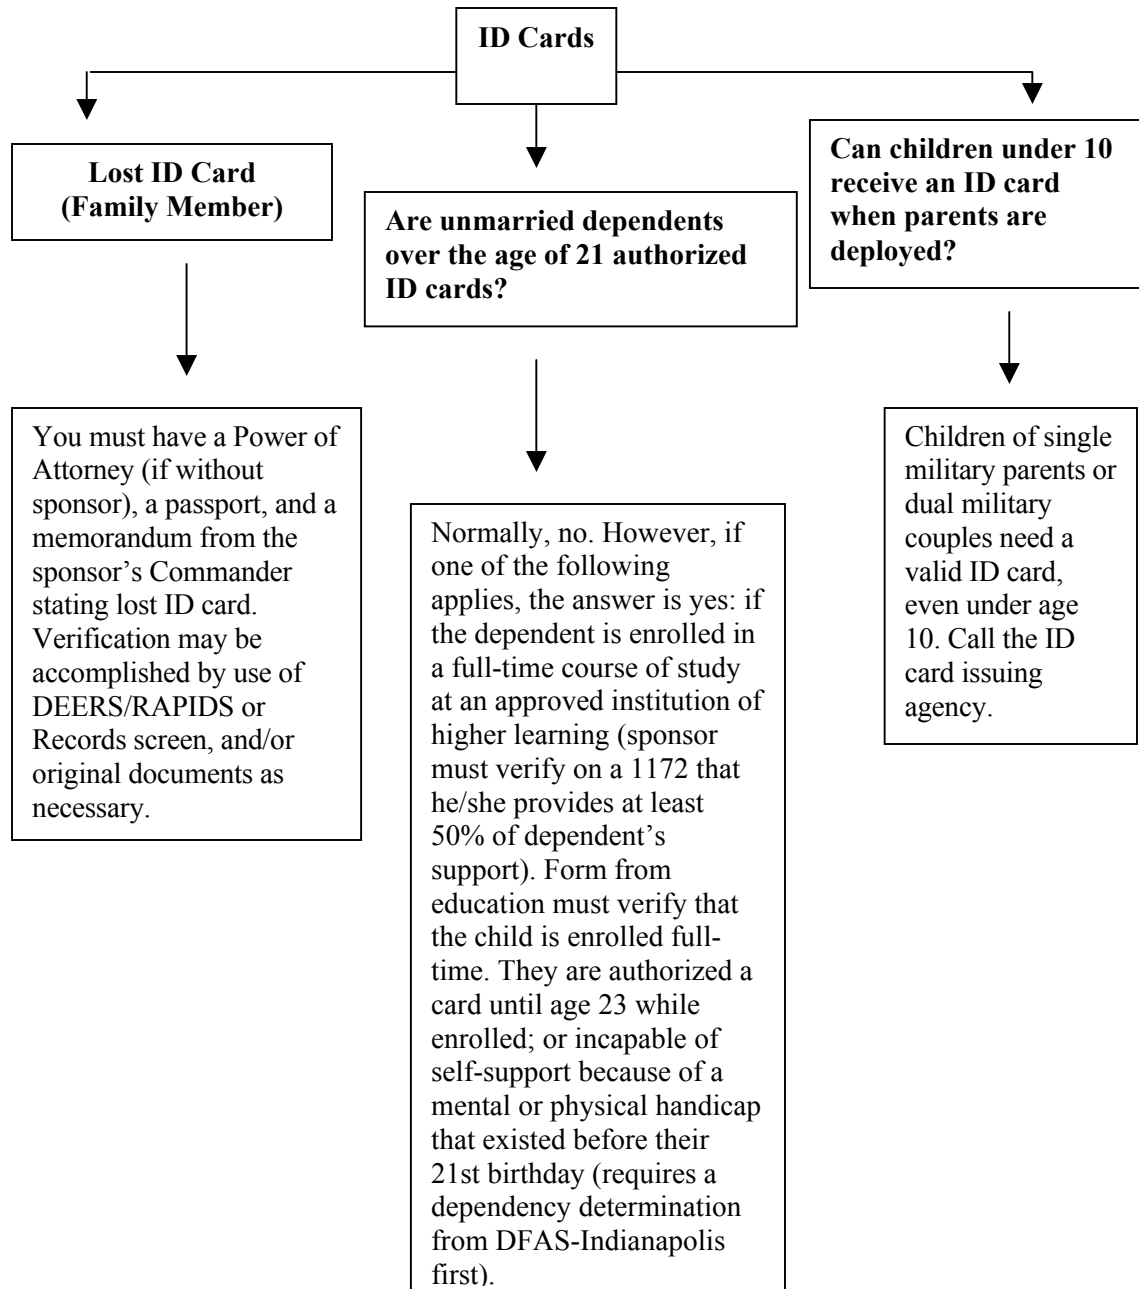 ID Cards
Lost ID Card
(Family Member)
Are unmarried dependents
over the age of 21 authorized
ID cards?
Can children under 10
receive an ID card
when parents are
deployed?
You must have a Power of
Attorney (if without
sponsor), a passport, and a
memorandum from the
sponsor’s Commander
stating lost ID card.
Verification may be
accomplished by use of
DEERS/RAPIDS or
Records screen, and/or
original documents as
necessary.
Normally, no. However, if
one of the following
applies, the answer is yes: if
the dependent is enrolled in
a full-time course of study
at an approved institution of
higher learning (sponsor
must verify on a 1172 that
he/she provides at least
50% of dependent’s
support). Form from
education must verify that
the child is enrolled full-
time. They are authorized a
card until age 23 while
enrolled; or incapable of
self-support because of a
mental or physical handicap
that existed before their
21st birthday (requires a
dependency determination
from DFAS-Indianapolis
first).
Children of single
military parents or
dual military
couples need a
valid ID card,
even under age
10. Call the ID
card issuing
agency.